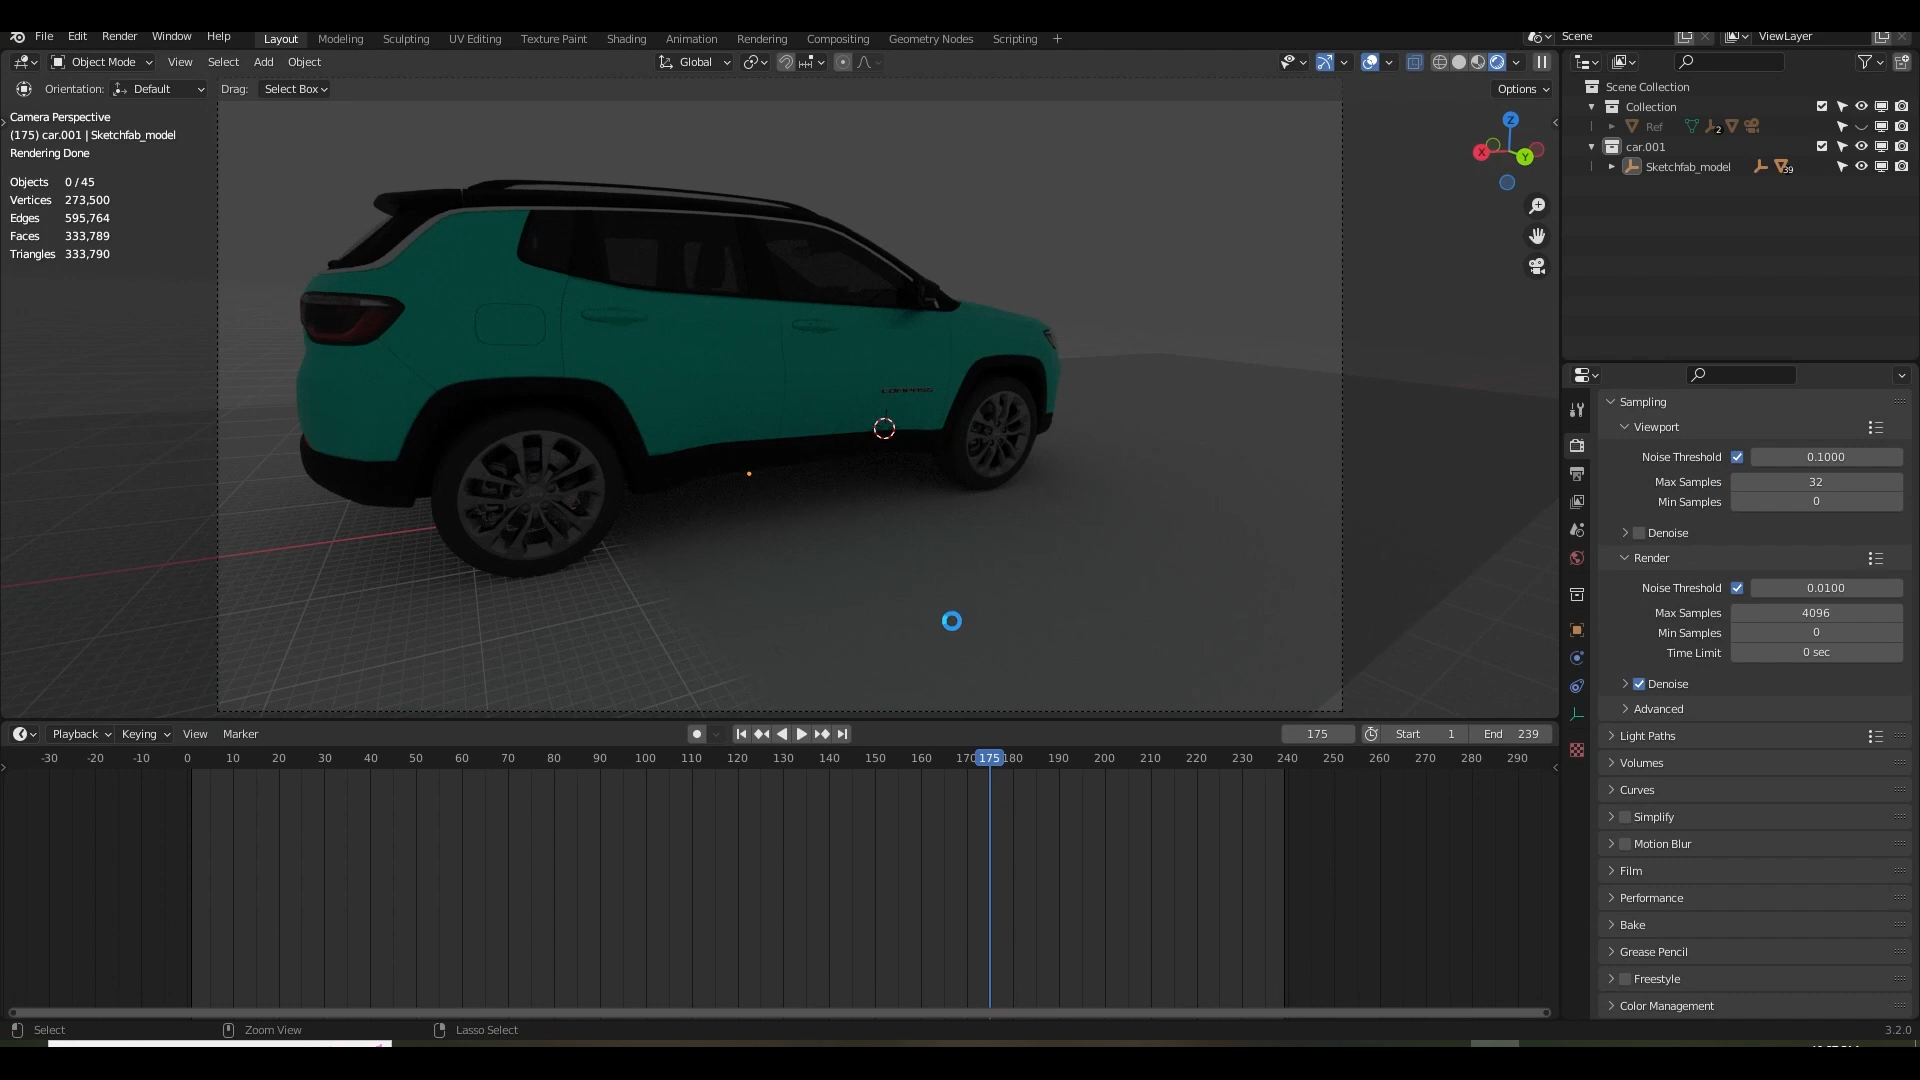 File Edit Render Window Help Layout Modeling Sculpting UV Editing Texture Paint Shading Animation Rendering Compositing Geometry Nodes Scripting + Scene ViewLayer
Object Mode View Select Add Object Global
Orientation: Default Drag: Select Box Options
Camera Perspective
(175) car.001 | Sketchfab_model
Rendering Done
Objects 0 / 45
Vertices 273,500
Edges 595,764
Faces 333,789
Triangles 333,790
Z
X
Y
COMPASS
Scene Collection
Collection
Ref 2
car.001
Sketchfab_model 39
Sampling
Viewport
Noise Threshold 0.1000
Max Samples 32
Min Samples 0
Denoise
Render
Noise Threshold 0.0100
Max Samples 4096
Min Samples 0
Time Limit 0 sec
Denoise
Advanced
Light Paths
Volumes
Curves
Simplify
Motion Blur
Film
Performance
Bake
Grease Pencil
Freestyle
Color Management
Playback Keying View Marker 175 Start 1 End 239
-30 -20 -10 0 10 20 30 40 50 60 70 80 90 100 110 120 130 140 150 160 170 175 180 190 200 210 220 230 240 250 260 270 280 290
Select Zoom View Lasso Select 3.2.0